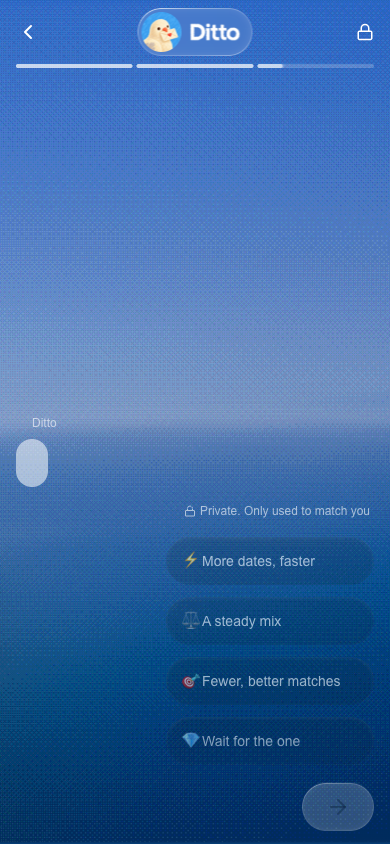 Ditto
Ditto
Private. Only used to match you
⚡ More dates, faster
⚖️ A steady mix
🎯 Fewer, better matches
💎 Wait for the one